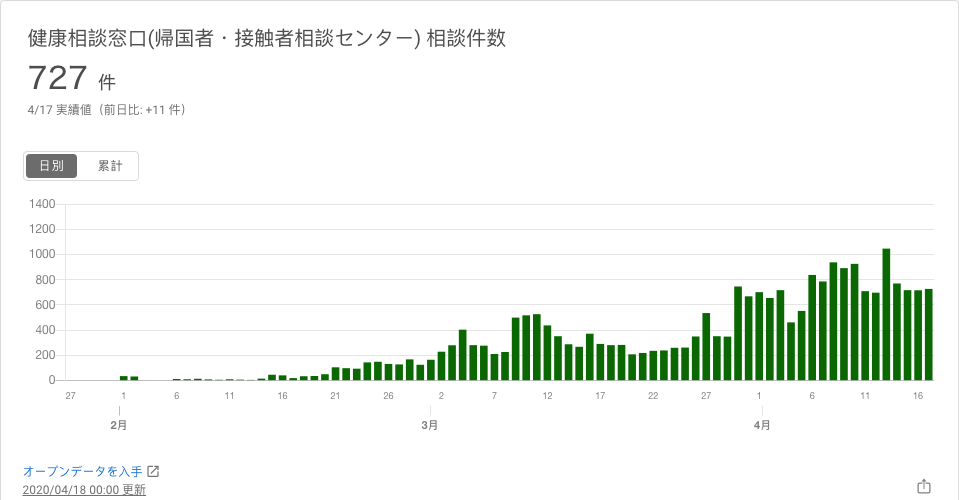 健康相談窓口(帰国者・接触者相談センター) 相談件数
727 件
4/17 実績値（前日比: +11 件）
日別 累計
1400
1200
1000
800
600
400
200
0
27 1 6 11 16 21 26 2 7 12 17 22 27 1 6 11 16
2月 3月 4月
オープンデータを入手
2020/04/18 00:00 更新